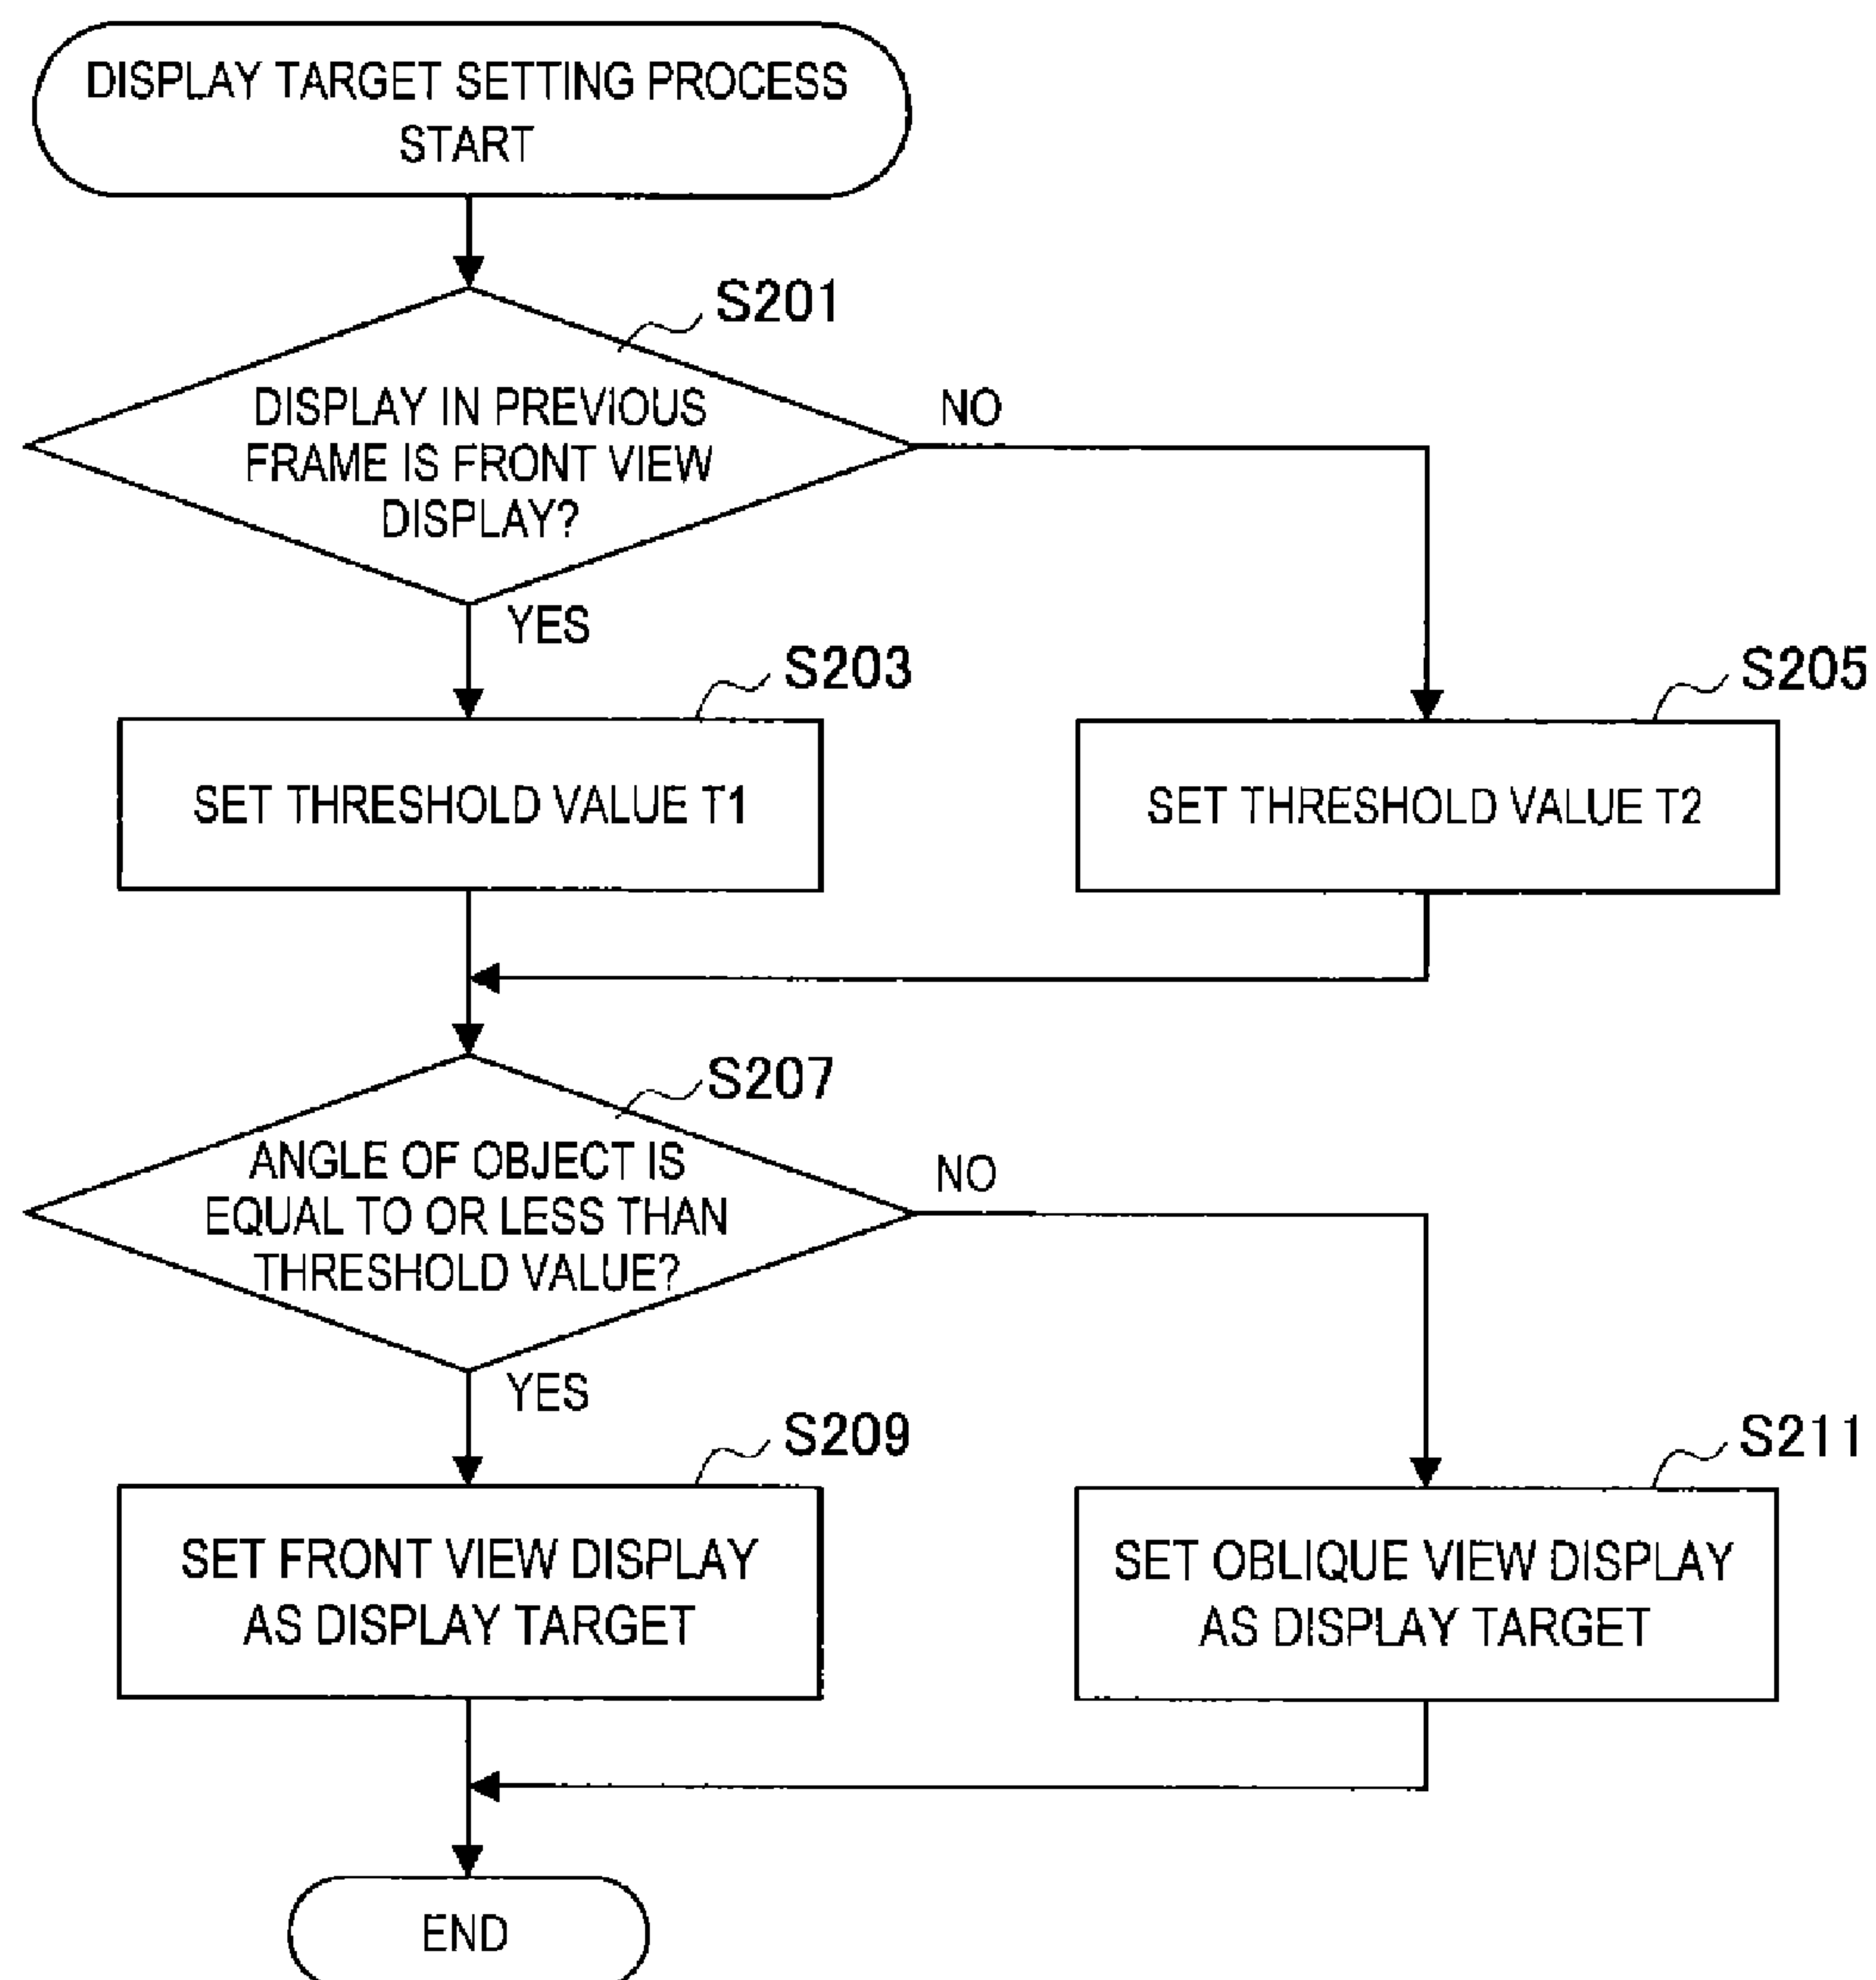 DISPLAY TARGET SETTING PROCESS
START
S201
DISPLAY IN PREVIOUS
FRAME IS FRONT VIEW
DISPLAY?
NO
YES
S203
SET THRESHOLD VALUE T1
S205
SET THRESHOLD VALUE T2
S207
ANGLE OF OBJECT IS
EQUAL TO OR LESS THAN
THRESHOLD VALUE?
NO
YES
S209
SET FRONT VIEW DISPLAY
AS DISPLAY TARGET
S211
SET OBLIQUE VIEW DISPLAY
AS DISPLAY TARGET
END